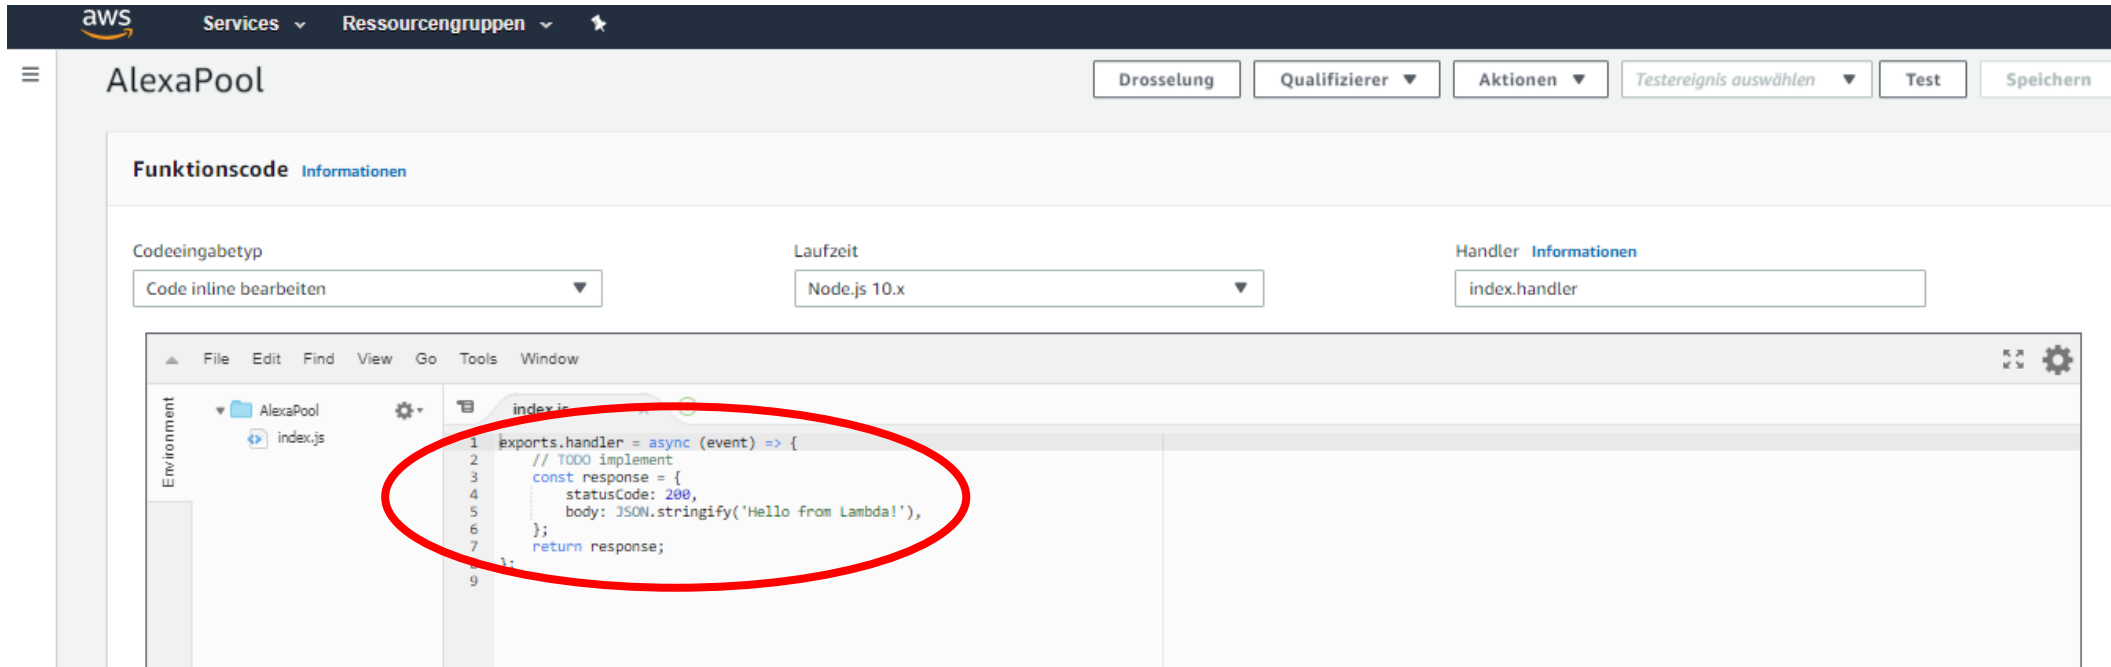 aws Services Ressourcengruppen
AlexaPool Drosselung Qualifizierer Aktionen Testereignis auswählen Test Speichern
Funktionscode Informationen
Codeeingabetyp Laufzeit Handler Informationen
Code inline bearbeiten Node.js 10.x index.handler
File Edit Find View Go Tools Window
Environment
AlexaPool
index.js
index.js
1 exports.handler = async (event) => {
2 // TODO implement
3 const response = {
4 statusCode: 200,
5 body: JSON.stringify('Hello from Lambda!'),
6 };
7 return response;
8 };
9